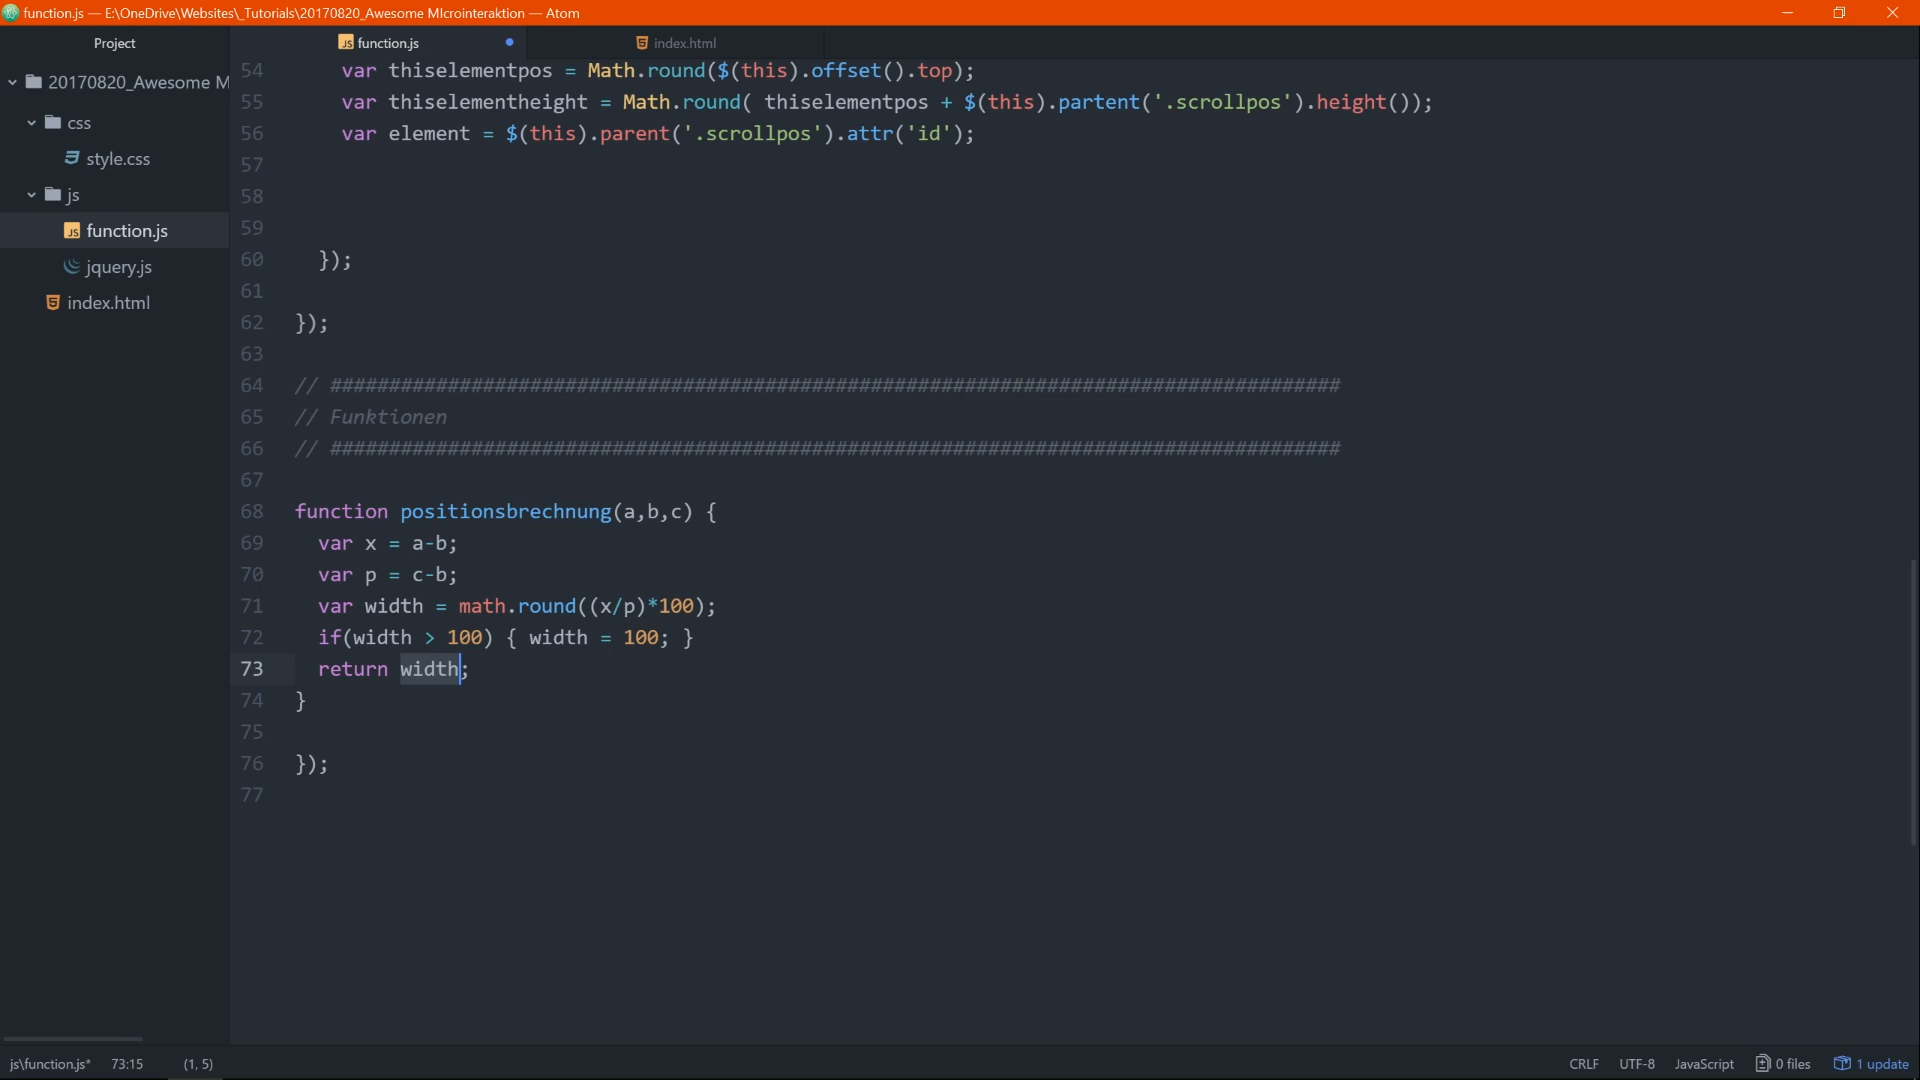 function.js — E:\OneDrive\Websites\_Tutorials\20170820_Awesome MIcrointeraktion — Atom
Project
function.js
index.html
20170820_Awesome M
css
style.css
js
function.js
jquery.js
index.html
54 var thiselementpos = Math.round($(this).offset().top);
55 var thiselementheight = Math.round( thiselementpos + $(this).partent('.scrollpos').height());
56 var element = $(this).parent('.scrollpos').attr('id');
57
58
59
60 });
61
62 });
63
64 // ######################################################################################
65 // Funktionen
66 // ######################################################################################
67
68 function positionsbrechnung(a,b,c) {
69 var x = a-b;
70 var p = c-b;
71 var width = math.round((x/p)*100);
72 if(width > 100) { width = 100; }
73 return width;
74 }
75
76 });
77
js\function.js* 73:15 (1, 5)
CRLF UTF-8 JavaScript 0 files 1 update